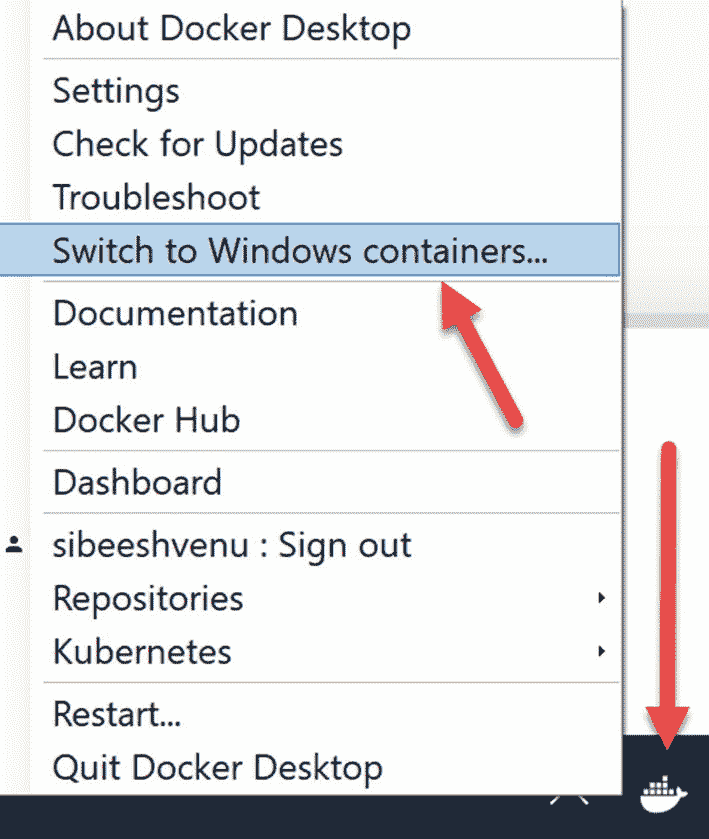 About Docker Desktop
Settings
Check for Updates
Troubleshoot
Switch to Windows containers...
Documentation
Learn
Docker Hub
Dashboard
sibeeshvenu : Sign out
Repositories
Kubernetes
Restart...
Quit Docker Desktop